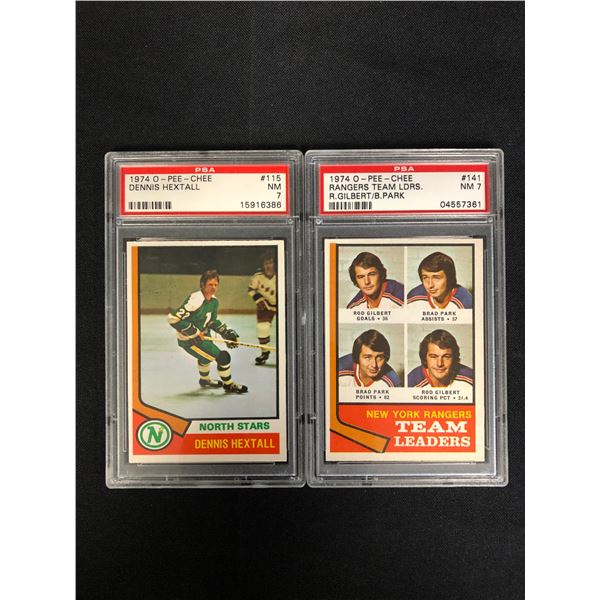 PSA
1974 O-PEE-CHEE #115
DENNIS HEXTALL NM
7
15916386
22
N
NORTH STARS
DENNIS HEXTALL
PSA
1974 O-PEE-CHEE #141
RANGERS TEAM LDRS. NM 7
R.GILBERT/B.PARK
04557361
ROD GILBERT
GOALS • 36
BRAD PARK
ASSISTS • 57
BRAD PARK
POINTS • 82
ROD GILBERT
SCORING PCT • 21.4
NEW YORK RANGERS
TEAM
LEADERS